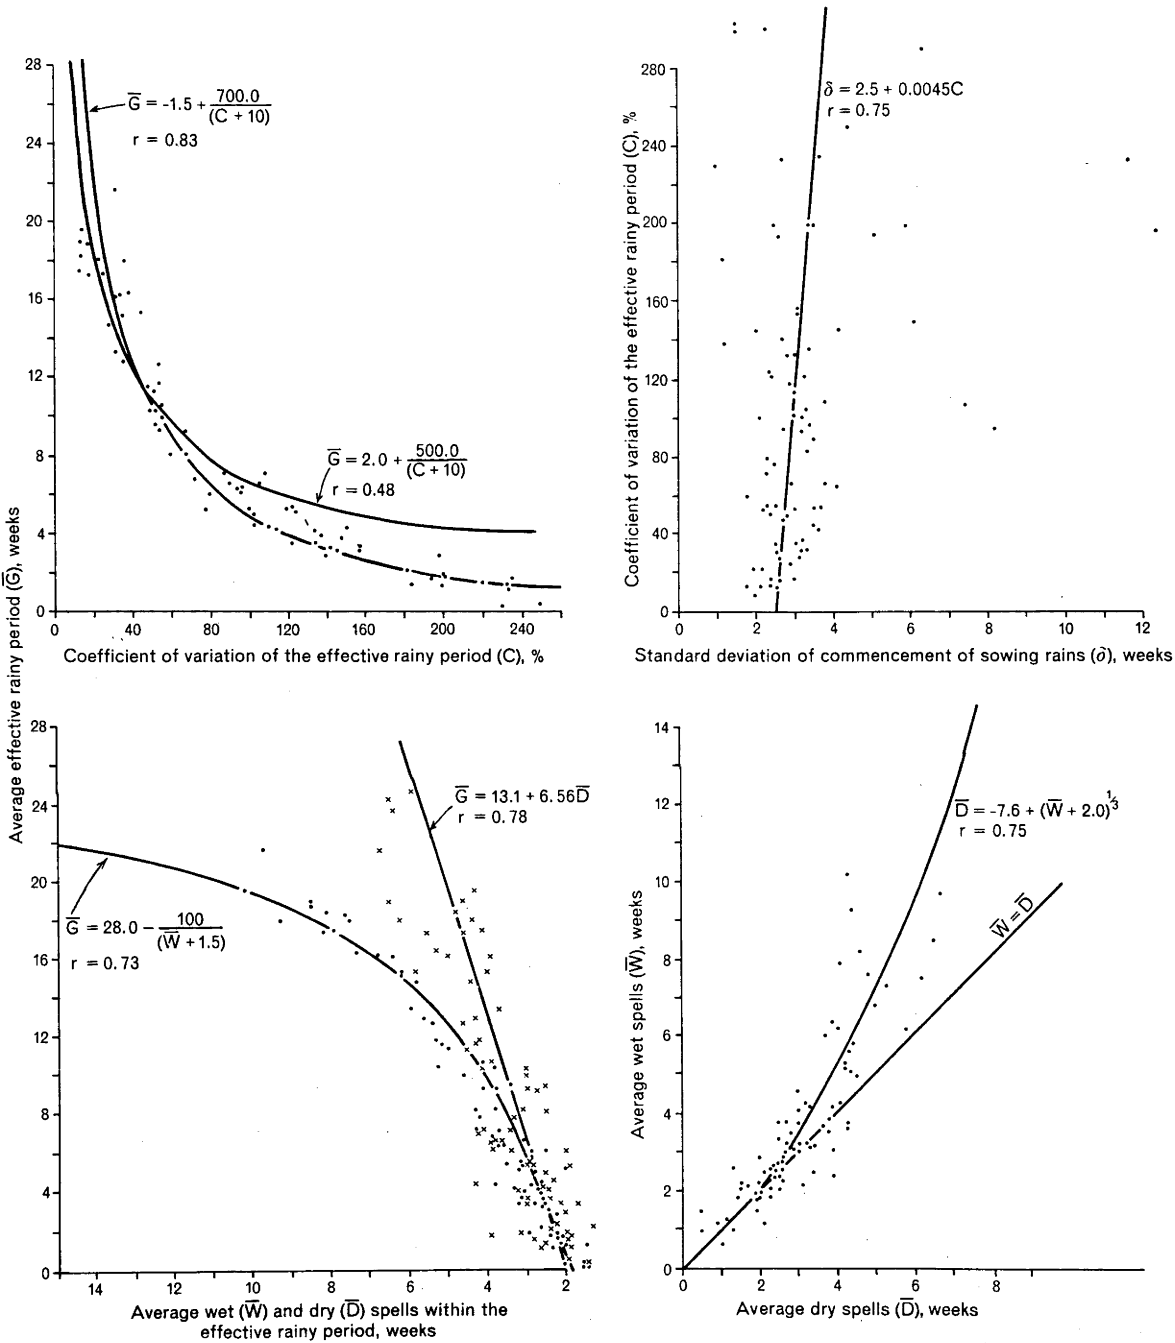 28
24
20
16
12
8
4
0
0 40 80 120 160 200 240
G̅ = -1.5 + 700.0/(C + 10)
r = 0.83
G̅ = 2.0 + 500.0/(C + 10)
r = 0.48
Coefficient of variation of the effective rainy period (C), %
Average effective rainy period (G̅), weeks
280
240
200
160
120
80
40
0
0 2 4 6 8 10 12
δ = 2.5 + 0.0045C
r = 0.75
Coefficient of variation of the effective rainy period (C), %
Standard deviation of commencement of sowing rains (δ), weeks
28
24
20
16
12
8
4
0
14 12 10 8 6 4 2
G̅ = 13.1 + 6.56D̅
r = 0.78
G̅ = 28.0 – 100/(W̅ + 1.5)
r = 0.73
Average wet (W̅) and dry (D̅) spells within the
effective rainy period, weeks
14
12
10
8
6
4
2
0
0 2 4 6 8
D̅ = -7.6 + (W̅ + 2.0)^⅓
r = 0.75
W̅ = D̅
Average wet spells (W̅), weeks
Average dry spells (D̅), weeks